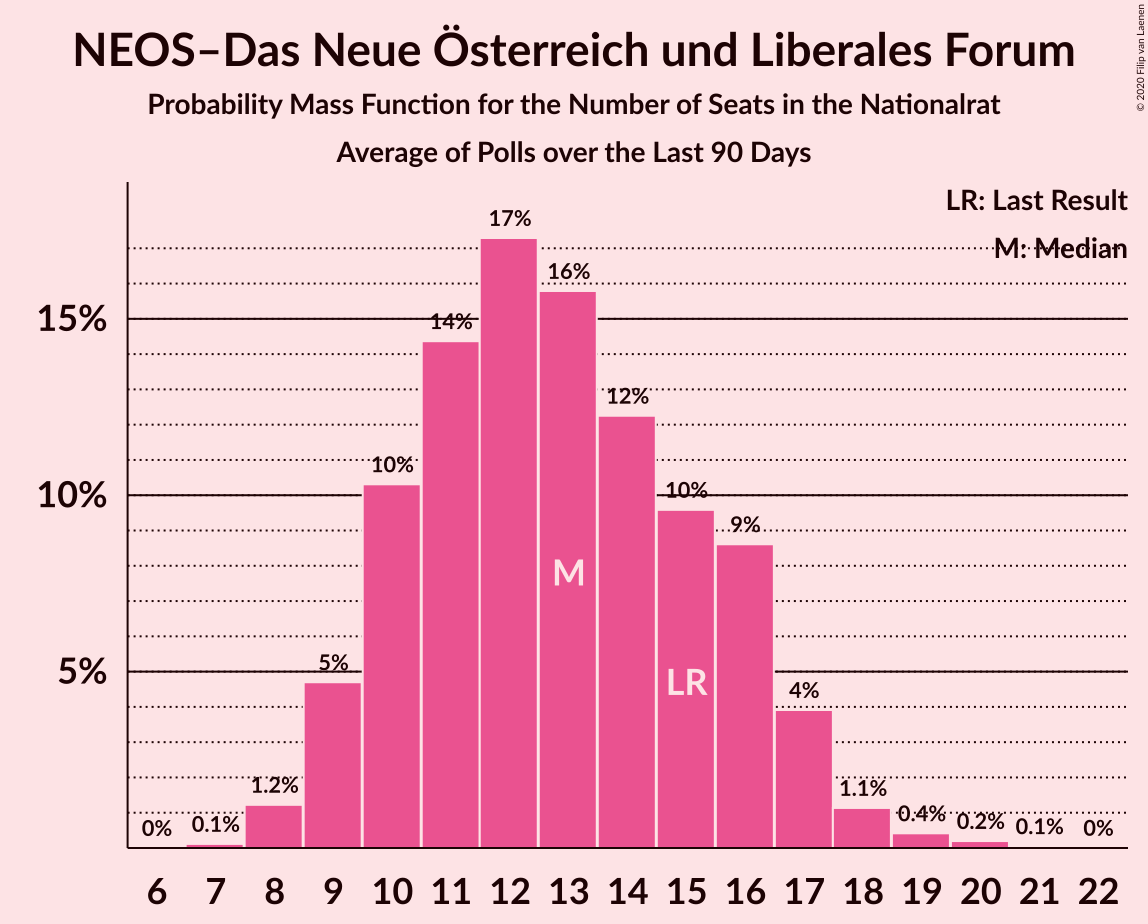 NEOS–Das Neue Österreich und Liberales Forum
Probability Mass Function for the Number of Seats in the Nationalrat
Average of Polls over the Last 90 Days
© 2020 Filip van Laenen
LR: Last Result
M: Median
15%
10%
5%
0%
0.1%
1.2%
5%
10%
14%
17%
16%
12%
10%
9%
4%
1.1%
0.4%
0.2%
0.1%
0%
M
LR
6 7 8 9 10 11 12 13 14 15 16 17 18 19 20 21 22